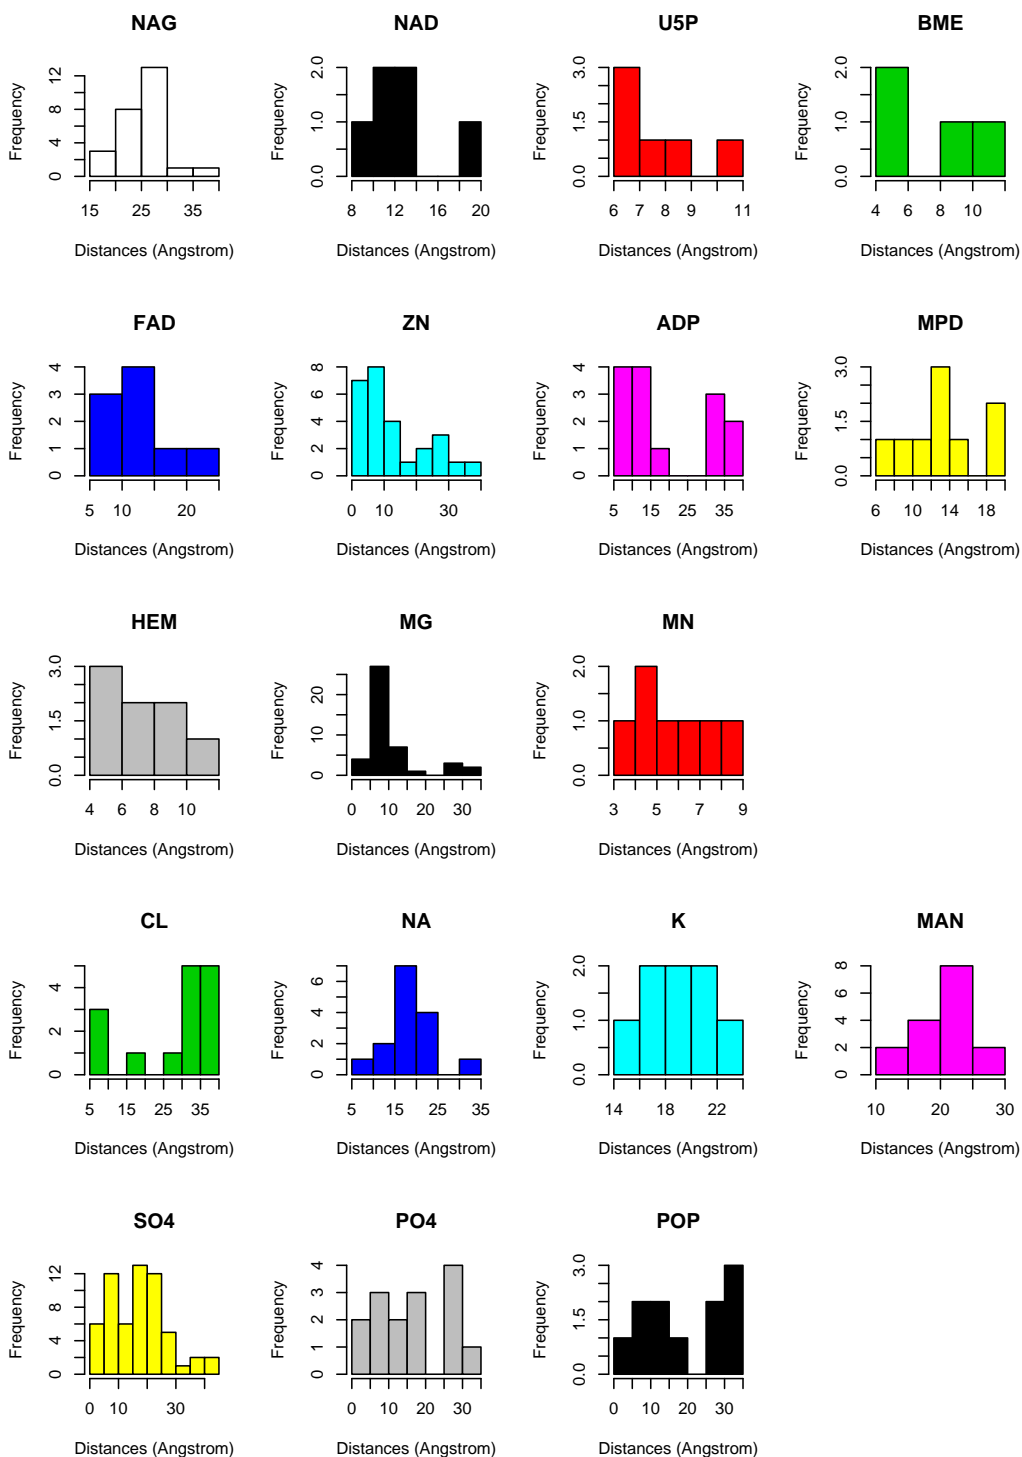 NAG NAD U5P BME
Frequency 0 4 8 12 Frequency 0.0 1.0 2.0 Frequency 0.0 1.5 3.0 Frequency 0.0 1.0 2.0
15 25 35 8 12 16 20 6 7 8 9 11 4 6 8 10
Distances (Angstrom) Distances (Angstrom) Distances (Angstrom) Distances (Angstrom)
FAD ZN ADP MPD
Frequency 0 1 2 3 4 Frequency 0 2 4 6 8 Frequency 0 1 2 3 4 Frequency 0.0 1.5 3.0
5 10 20 0 10 30 5 15 25 35 6 10 14 18
Distances (Angstrom) Distances (Angstrom) Distances (Angstrom) Distances (Angstrom)
HEM MG MN
Frequency 0.0 1.5 3.0 Frequency 0 10 20 Frequency 0.0 1.0 2.0
4 6 8 10 0 10 20 30 3 5 7 9
Distances (Angstrom) Distances (Angstrom) Distances (Angstrom)
CL NA K MAN
Frequency 0 2 4 Frequency 0 2 4 6 Frequency 0.0 1.0 2.0 Frequency 0 2 4 6 8
5 15 25 35 5 15 25 35 14 18 22 10 20 30
Distances (Angstrom) Distances (Angstrom) Distances (Angstrom) Distances (Angstrom)
SO4 PO4 POP
Frequency 0 4 8 12 Frequency 0 1 2 3 4 Frequency 0.0 1.5 3.0
0 10 30 0 10 20 30 0 10 20 30
Distances (Angstrom) Distances (Angstrom) Distances (Angstrom)